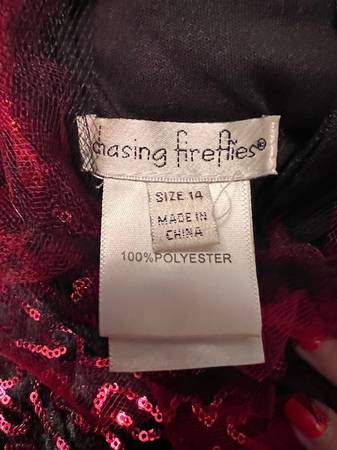 chasing fireflies®
SIZE 14
MADE IN
CHINA
100%POLYESTER